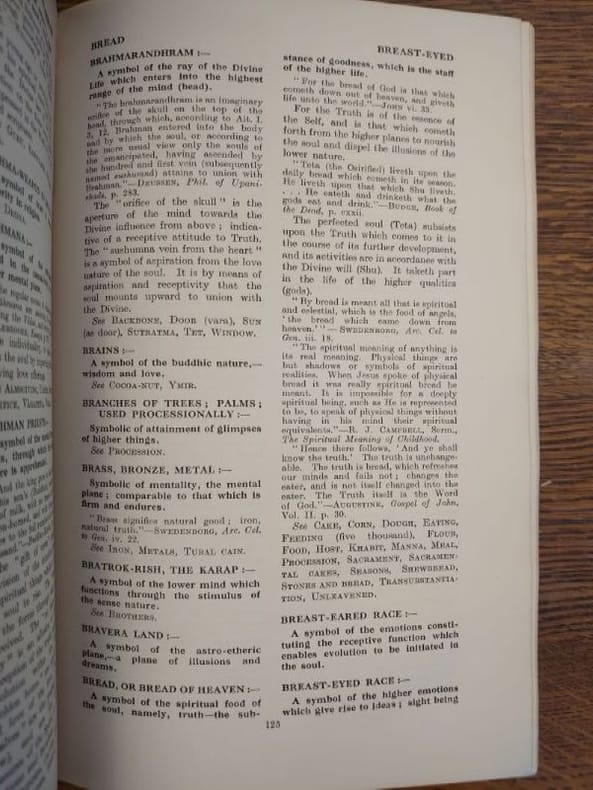 BREAD
BRAHMARANDHRAM :—
A symbol of the ray of the Divine
Life which enters into the highest
range of the mind (head).
"The brahmarandhram is an imaginary
orifice of the skull on the top of the
head, through which, according to Ait. I.
3, 12, Brahman entered into the body
and by which the soul, or according to
the more usual view only the souls of
the emancipated, having ascended by
the hundred and first vein (subsequently
named sushumnâ) attains to union with
Brahman."—DEUSSEN, Phil. of Upani-
shads, p. 283.
The "orifice of the skull" is the
aperture of the mind towards the
Divine influence from above; indica-
tive of a receptive attitude to Truth.
The "sushumna vein from the heart"
is a symbol of aspiration from the love
nature of the soul. It is by means of
aspiration and receptivity that the
soul mounts upward to union with
the Divine.
See BACKBONE, DOOR (vara), SUN
(as door), SUTRATMA, TET, WINDOW.
BRAINS :—
A symbol of the buddhic nature,—
wisdom and love.
See COCOA-NUT, YMIR.
BRANCHES OF TREES; PALMS;
USED PROCESSIONALLY :—
Symbolic of attainment of glimpses
of higher things.
See PROCESSION.
BRASS, BRONZE, METAL :—
Symbolic of mentality, the mental
plane; comparable to that which is
firm and endures.
"Brass signifies natural good; iron,
natural truth."—SWEDENBORG, Arc. Cel.
to Gen. iv. 22.
See IRON, METALS, TUBAL CAIN.
BRATROK-RISH, THE KARAP :—
A symbol of the lower mind which
functions through the stimulus of
the sense nature.
See BROTHERS.
BRAVERA LAND :—
A symbol of the astro-etheric
plane,—a plane of illusions and
dreams.
BREAD, OR BREAD OF HEAVEN :—
A symbol of the spiritual food of
the soul, namely, truth—the sub-
BREAST-EYED
stance of goodness, which is the staff
of the higher life.
"For the bread of God is that which
cometh down out of heaven, and giveth
life unto the world."—JOHN vi. 33.
For the Truth is of the essence of
the Self, and is that which cometh
forth from the higher planes to nourish
the soul and dispel the illusions of the
lower nature.
"Teta (the Osirified) liveth upon the
daily bread which cometh in its season.
He liveth upon that which Shu liveth.
. . . He eateth and drinketh what the
gods eat and drink."—BUDGE, Book of
the Dead, p. cxxii.
The perfected soul (Teta) subsists
upon the Truth which comes to it in
the course of its further development,
and its activities are in accordance with
the Divine will (Shu). It taketh part
in the life of the higher qualities
(gods).
"By bread is meant all that is spiritual
and celestial, which is the food of angels,
'the bread which came down from
heaven.'"—SWEDENBORG, Arc. Cel. to
Gen. iii. 18.
"The spiritual meaning of anything is
its real meaning. Physical things are
but shadows or symbols of spiritual
realities. When Jesus spoke of physical
bread it was really spiritual bread he
meant. It is impossible for a deeply
spiritual being, such as He is represented
to be, to speak of physical things without
having in his mind their spiritual
equivalents."—R. J. CAMPBELL, Serm.,
The Spiritual Meaning of Childhood.
"Hence there follows, 'And ye shall
know the truth.' The truth is unchange-
able. The truth is bread, which refreshes
our minds and fails not; changes the
eater, and is not itself changed into the
eater. The Truth itself is the Word
of God."—AUGUSTINE, Gospel of John,
Vol. II. p. 30.
See CAKE, CORN, DOUGH, EATING,
FEEDING (five thousand), FLOUR,
FOOD, HOST, KHABIT, MANNA, MEAL,
PROCESSION, SACRAMENT, SACRAMEN-
TAL CAKES, SEASONS, SHEWBREAD,
STONES AND BREAD, TRANSUBSTANTIA-
TION, UNLEAVENED.
BREAST-EARED RACE :—
A symbol of the emotions consti-
tuting the receptive function which
enables evolution to be initiated in
the soul.
BREAST-EYED RACE :—
A symbol of the higher emotions
which give rise to ideas; sight being
125